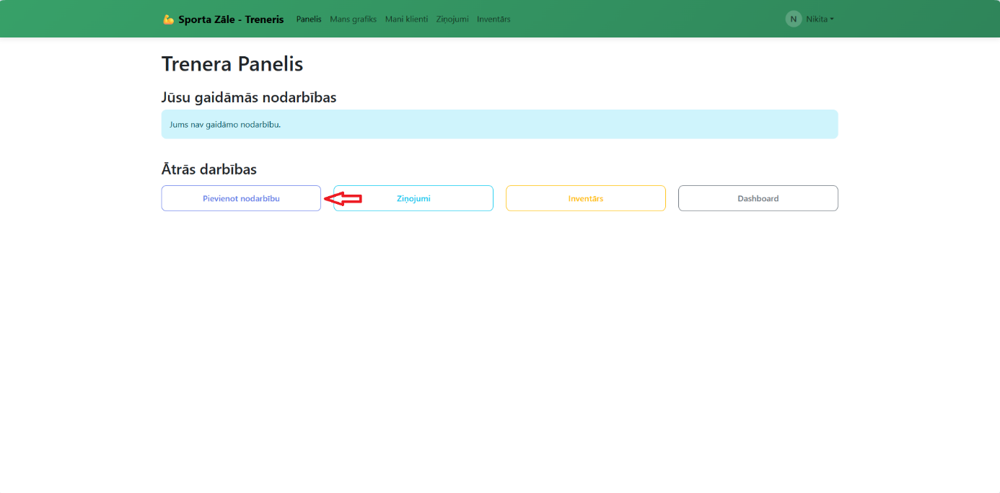 💪 Sporta Zāle - Treneris Panelis Mans grafiks Mani klienti Ziņojumi Inventārs N Nikita
Trenera Panelis
Jūsu gaidāmās nodarbības
Jums nav gaidāmo nodarbību.
Ātrās darbības
Pievienot nodarbību Ziņojumi Inventārs Dashboard